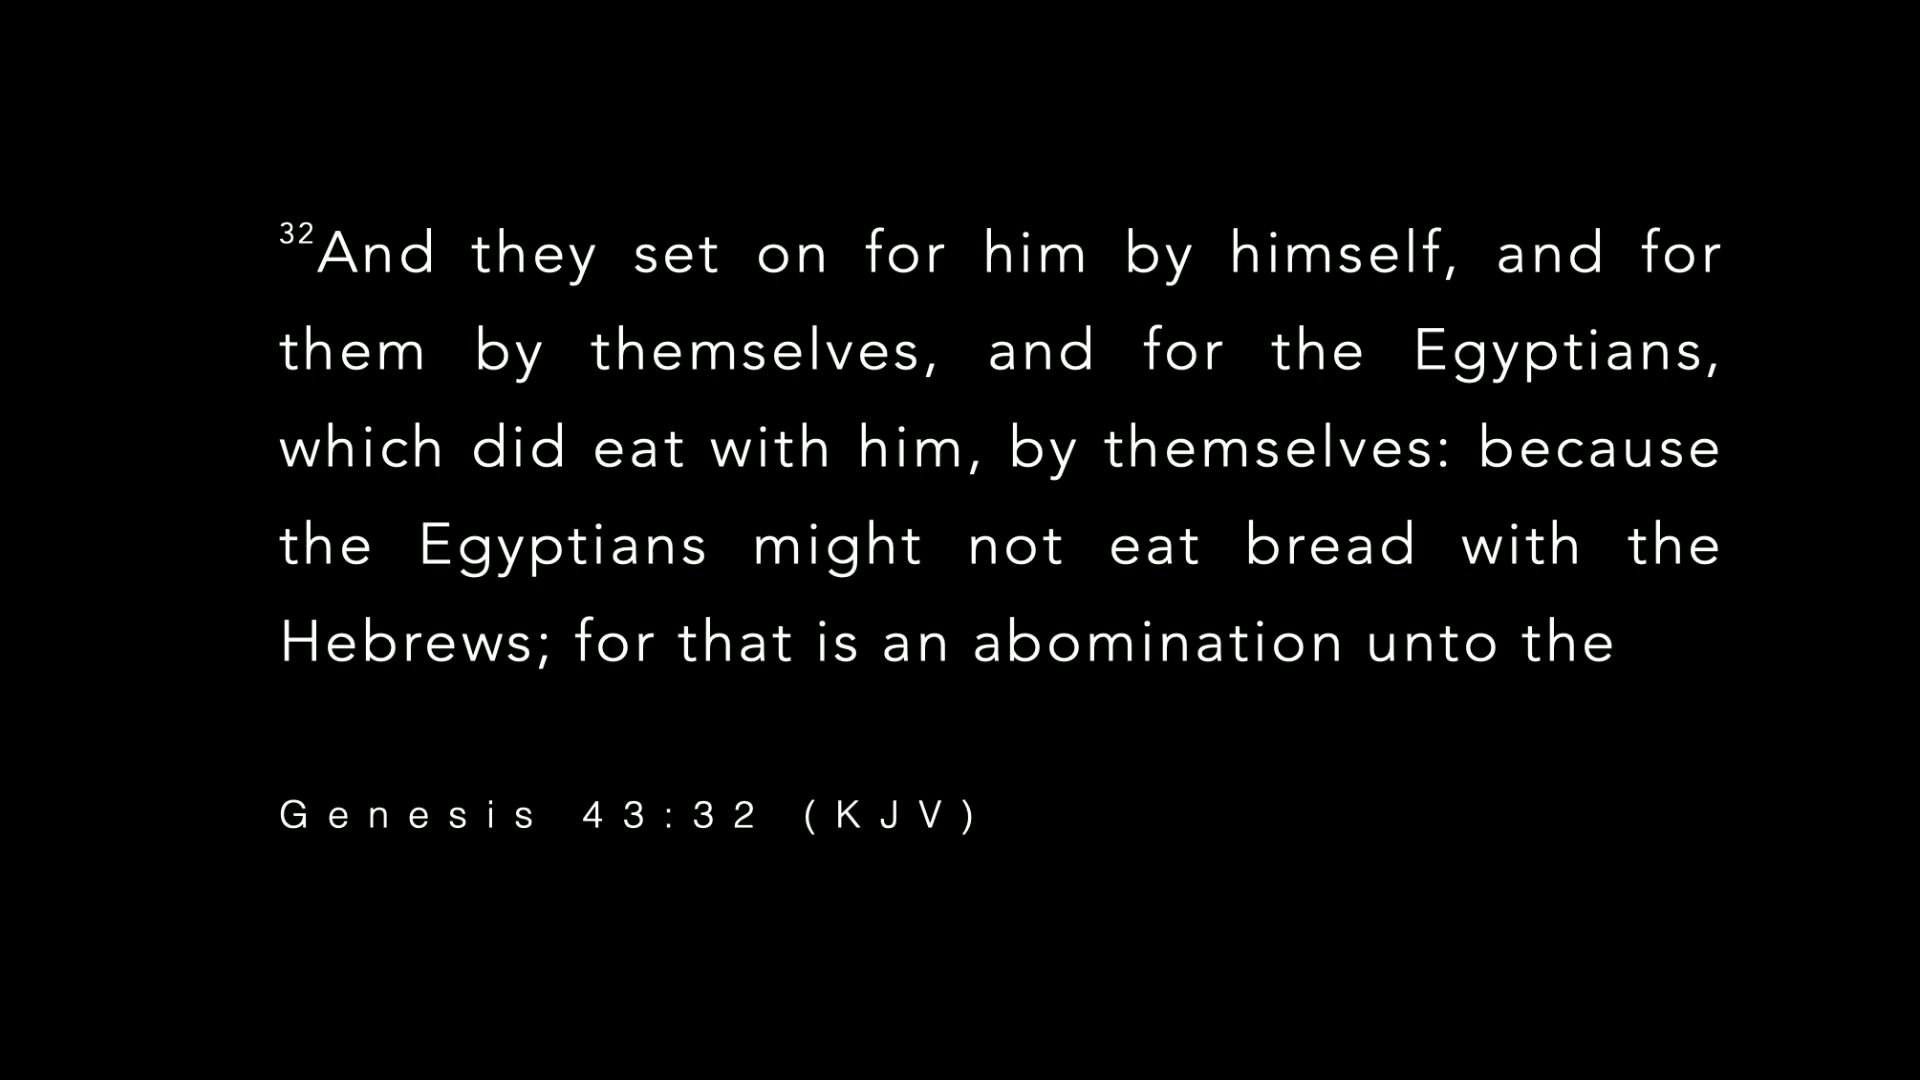 32And they set on for him by himself, and for
them by themselves, and for the Egyptians,
which did eat with him, by themselves: because
the Egyptians might not eat bread with the
Hebrews; for that is an abomination unto the
Genesis 43:32 (KJV)